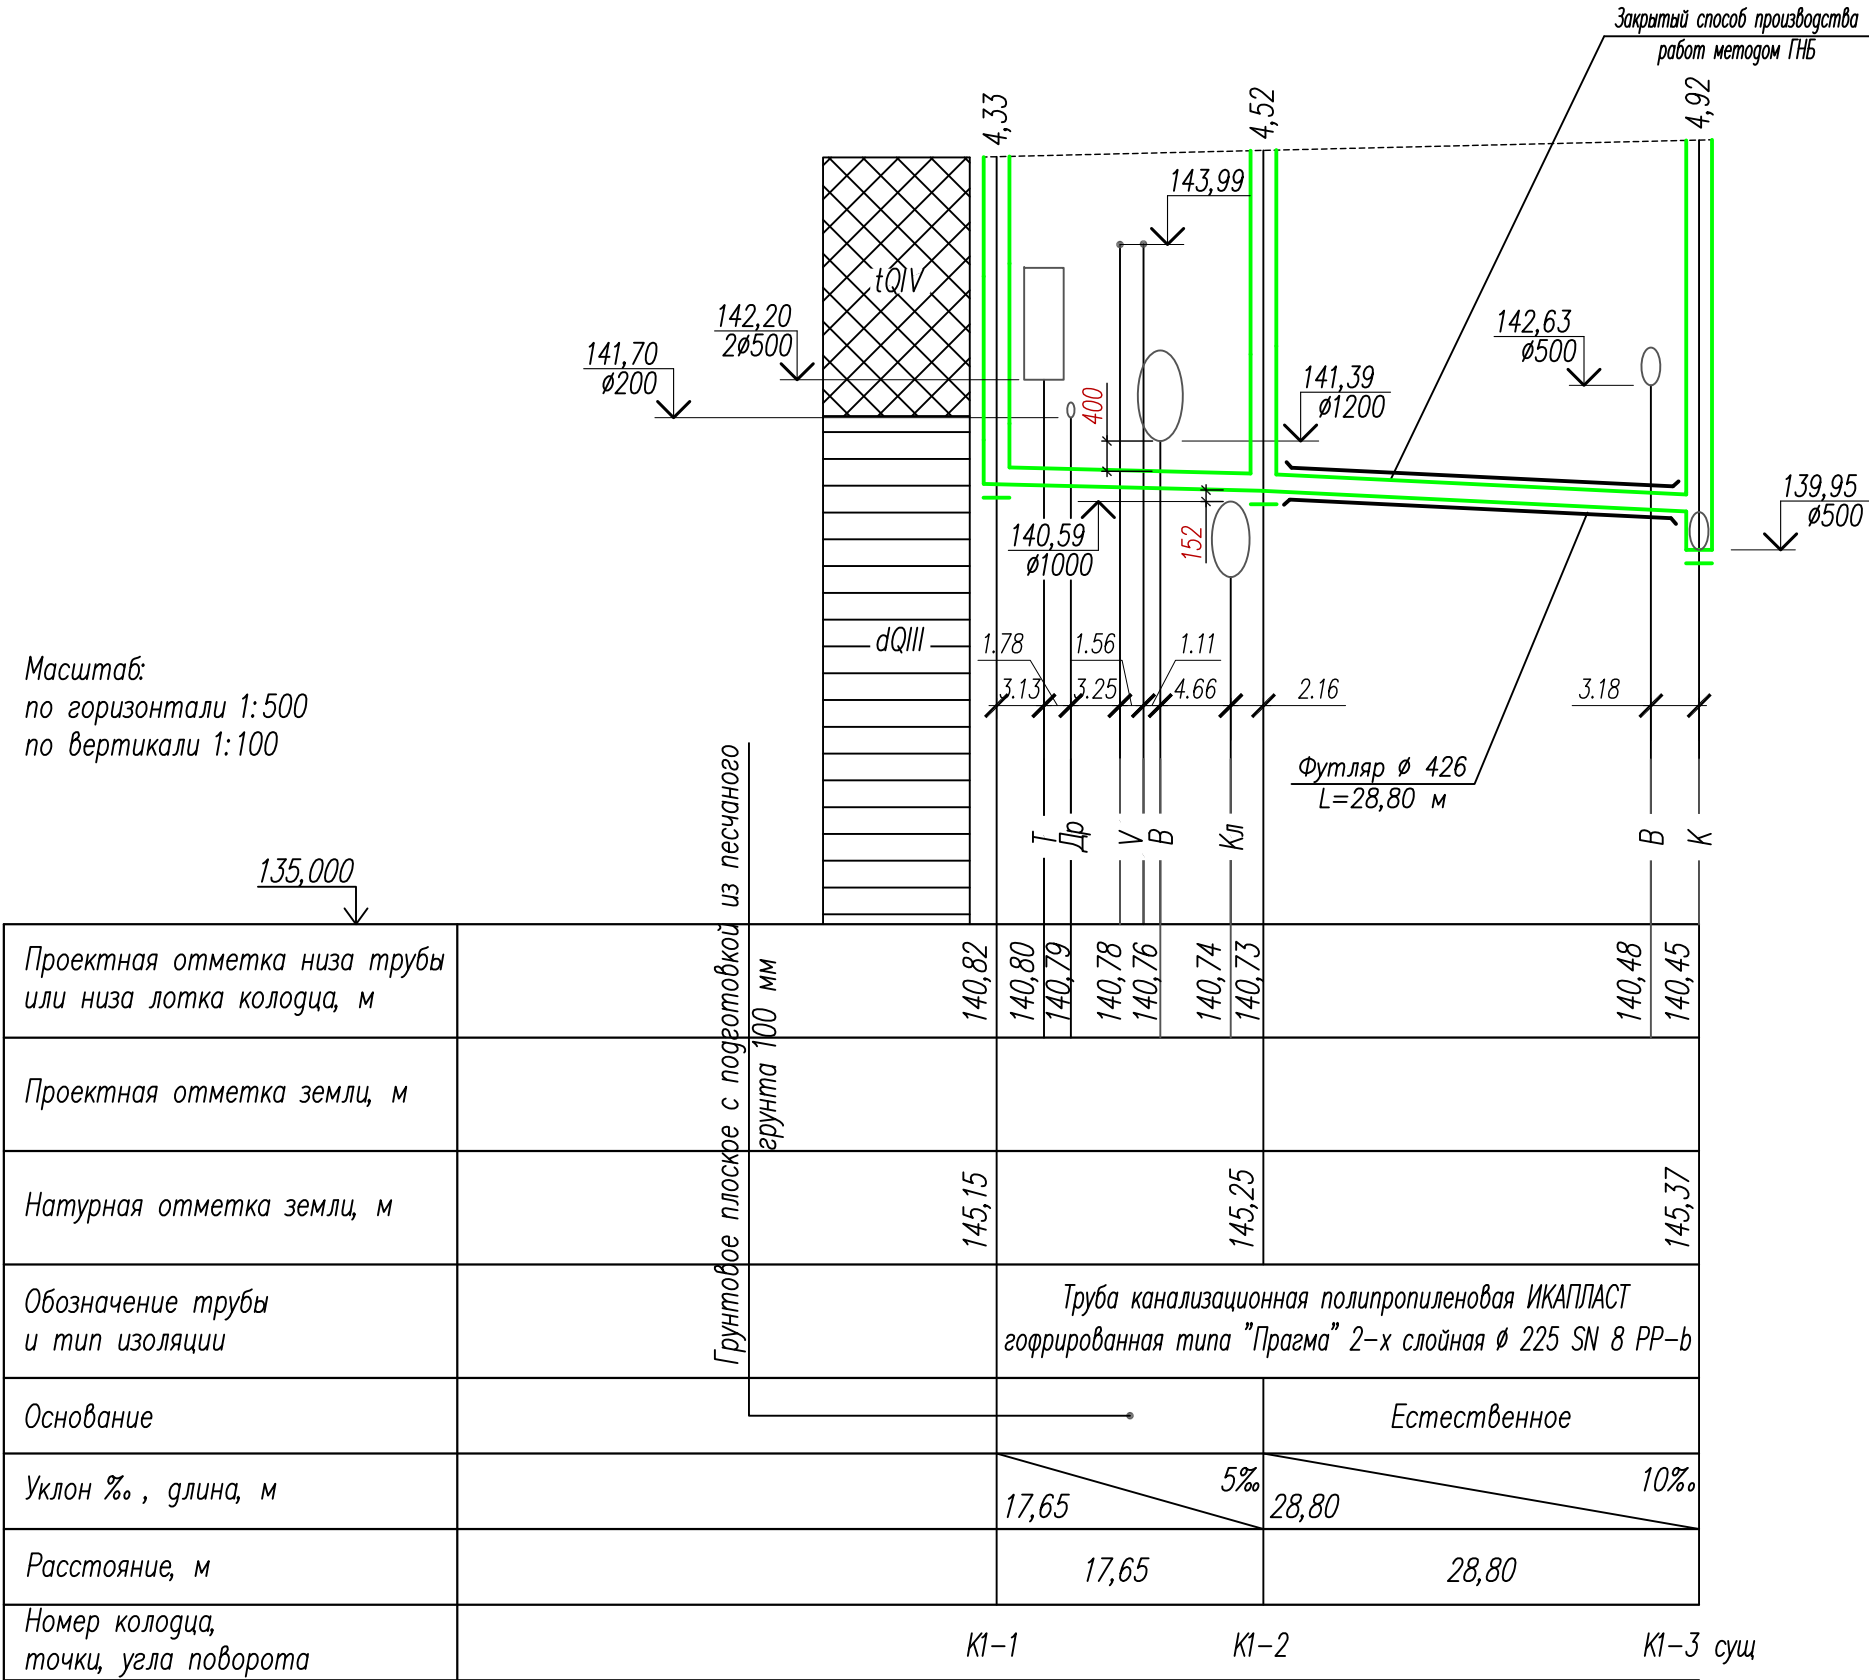 Закрытый способ производства
работ методом ГНБ
4,33
4,52
4,92
143,99
tQIV
142,20
2ø500
141,70
ø200
142,63
ø500
141,39
ø1200
400
139,95
ø500
140,59
ø1000
152
dQIII
1.78
1.56
1.11
3.13
3.25
4.66
2.16
3.18
Масштаб:
по горизонтали 1:500
по вертикали 1:100
Футляр ø 426
L=28,80 м
Т
Др
V
В
Кл
В
К
135,000
Грунтовое плоское с подготовкой из песчаного
грунта 100 мм
Проектная отметка низа трубы
или низа лотка колодца, м
140,82
140,80
140,79
140,78
140,76
140,74
140,73
140,48
140,45
Проектная отметка земли, м
Натурная отметка земли, м
145,15
145,25
145,37
Обозначение трубы
и тип изоляции
Труба канализационная полипропиленовая ИКАПЛАСТ
гофрированная типа "Прагма" 2-х слойная ø 225 SN 8 PP-b
Основание
Естественное
Уклон ‰, длина, м
5‰
17,65
10‰
28,80
Расстояние, м
17,65
28,80
Номер колодца,
точки, угла поворота
К1-1
К1-2
К1-3 сущ